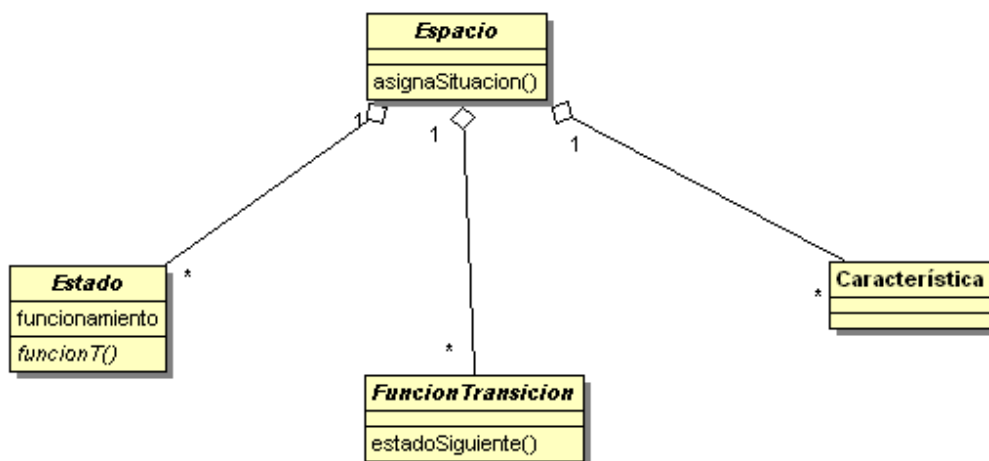 Espacio
asignaSituacion()
1
1
1
*
Estado
funcionamiento
funcionT()
*
Característica
*
FuncionTransicion
estadoSiguiente()